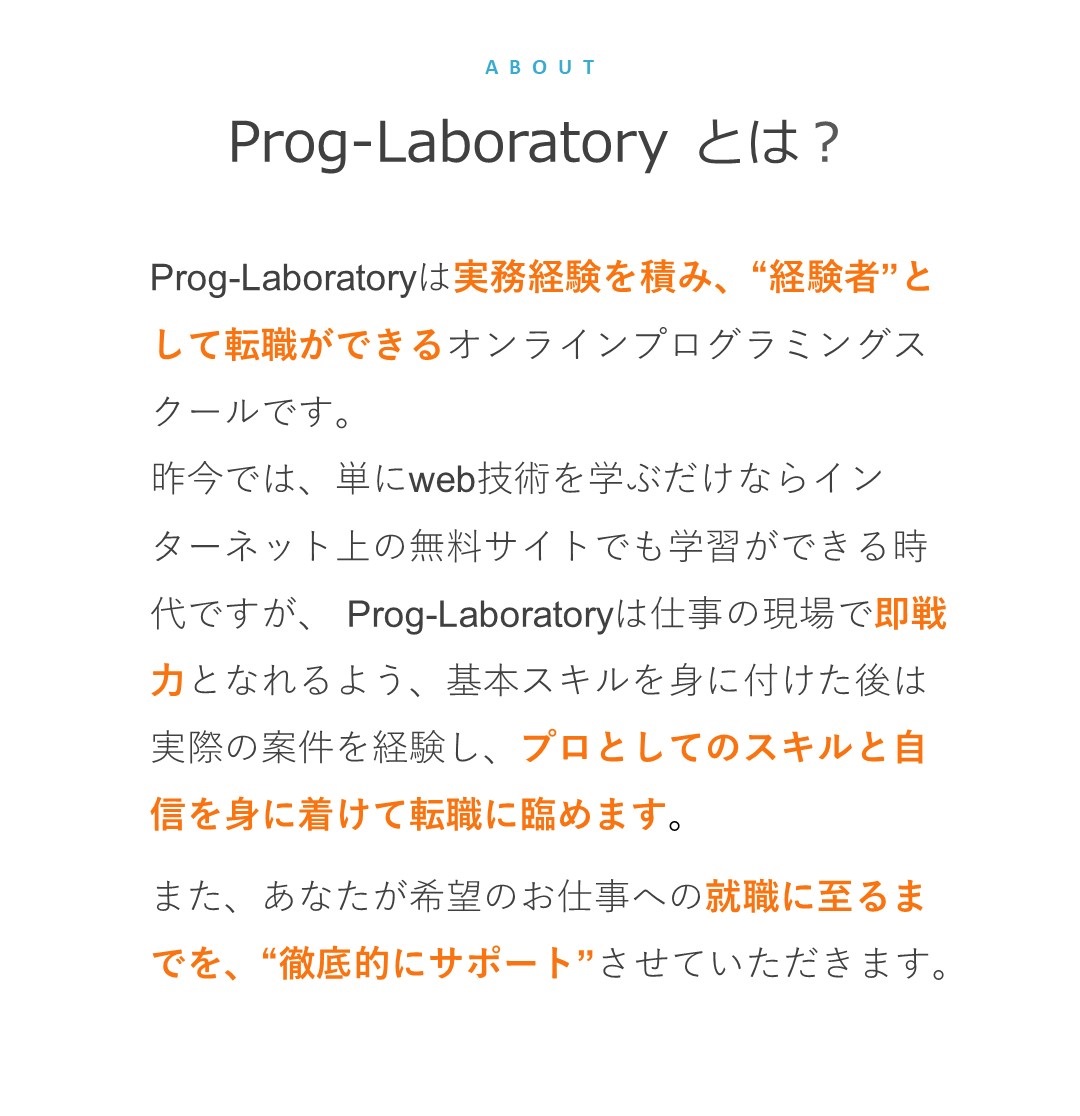 ABOUT
Prog-Laboratory とは？
Prog-Laboratoryは実務経験を積み、“経験者”と
して転職ができるオンラインプログラミングス
クールです。
昨今では、単にweb技術を学ぶだけならイン
ターネット上の無料サイトでも学習ができる時
代ですが、 Prog-Laboratoryは仕事の現場で即戦
力となれるよう、基本スキルを身に付けた後は
実際の案件を経験し、プロとしてのスキルと自
信を身に着けて転職に臨めます。
また、あなたが希望のお仕事への就職に至るま
でを、“徹底的にサポート”させていただきます。